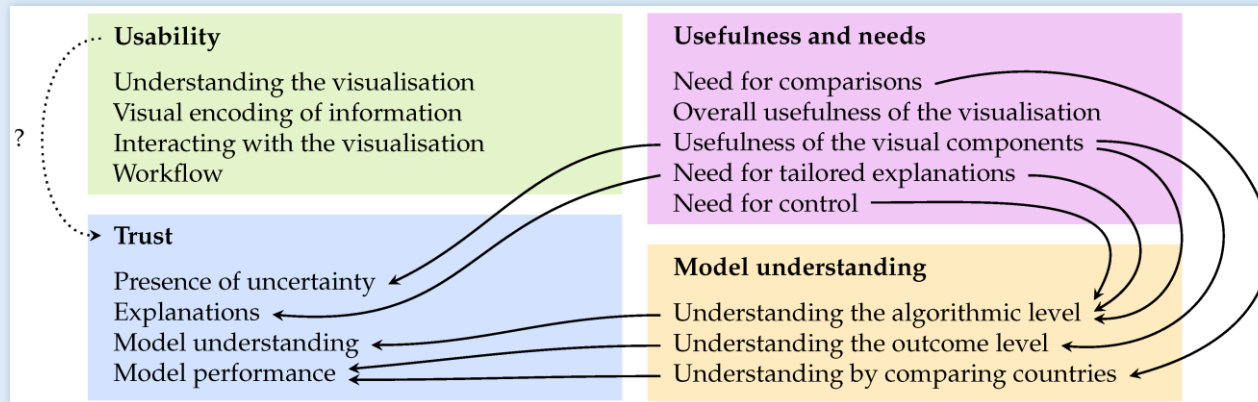 ?
Usability
Understanding the visualisation
Visual encoding of information
Interacting with the visualisation
Workflow
Trust
Presence of uncertainty
Explanations
Model understanding
Model performance
Usefulness and needs
Need for comparisons
Overall usefulness of the visualisation
Usefulness of the visual components
Need for tailored explanations
Need for control
Model understanding
Understanding the algorithmic level
Understanding the outcome level
Understanding by comparing countries